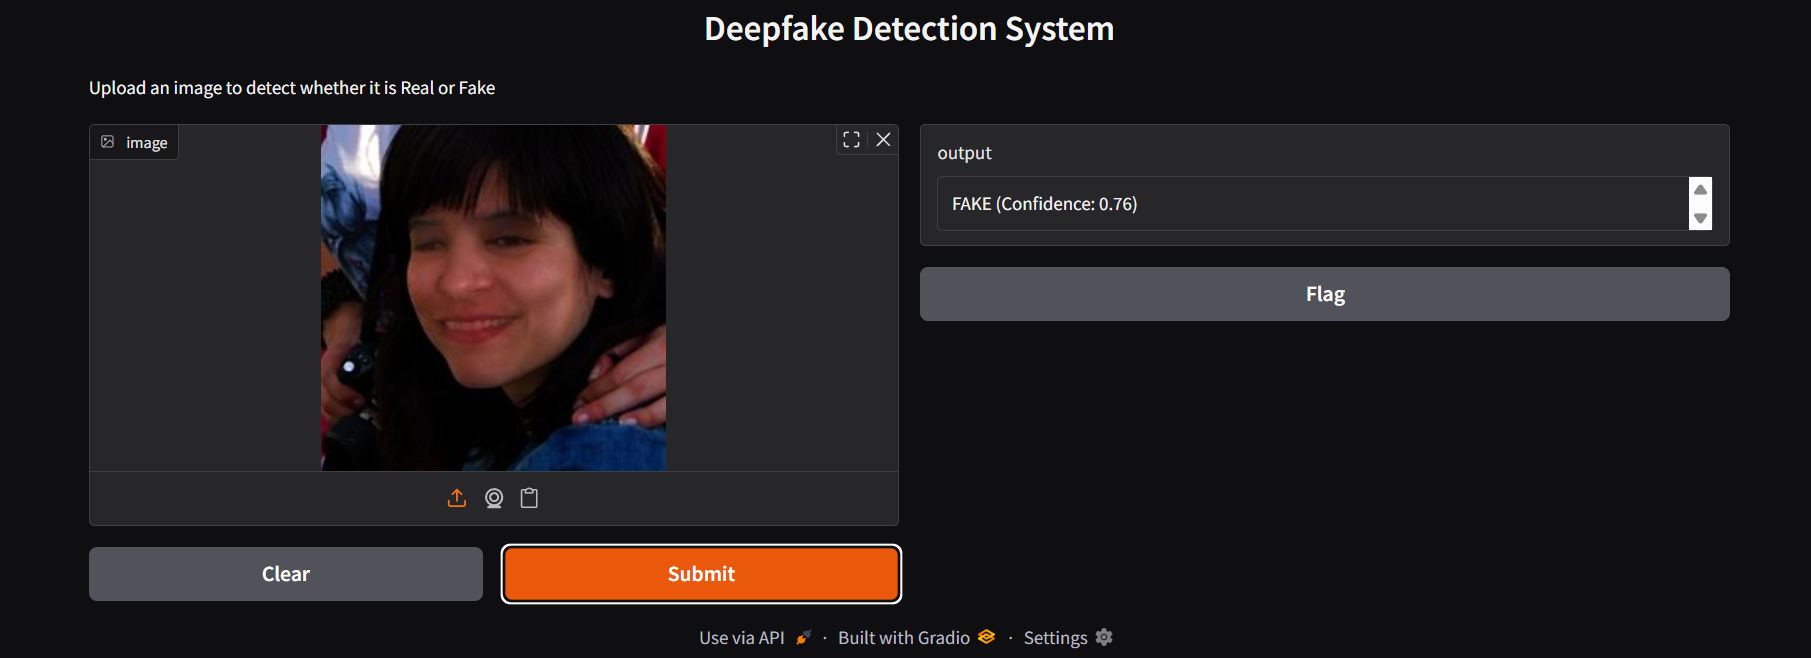 Deepfake Detection System
Upload an image to detect whether it is Real or Fake
image
output
FAKE (Confidence: 0.76)
Flag
Clear
Submit
Use via API · Built with Gradio · Settings